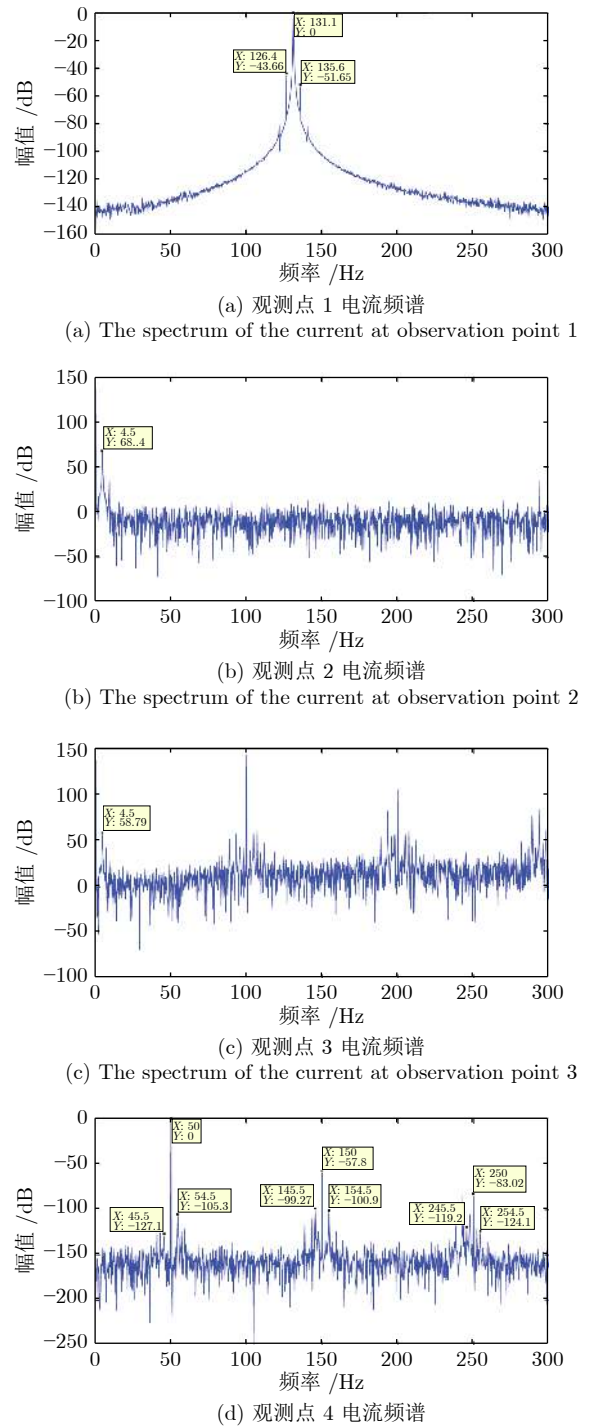 0
−20
−40
−60
−80
−100
−120
−140
−160
幅值 /dB
X: 131.1
Y: 0
X: 126.4
Y: −43.66
X: 135.6
Y: −51.65
0 50 100 150 200 250 300
频率 /Hz
(a) 观测点 1 电流频谱
(a) The spectrum of the current at observation point 1
150
100
50
0
−50
−100
幅值 /dB
X: 4.5
Y: 68..4
0 50 100 150 200 250 300
频率 /Hz
(b) 观测点 2 电流频谱
(b) The spectrum of the current at observation point 2
150
100
50
0
−50
−100
幅值 /dB
X: 4.5
Y: 58.79
0 50 100 150 200 250 300
频率 /Hz
(c) 观测点 3 电流频谱
(c) The spectrum of the current at observation point 3
0
−50
−100
−150
−200
−250
幅值 /dB
X: 50
Y: 0
X: 45.5
Y: −127.1
X: 54.5
Y: −105.3
X: 145.5
Y: −99.27
X: 150
Y: −57.8
X: 154.5
Y: −100.9
X: 245.5
Y: −119.2
X: 250
Y: −83.02
X: 254.5
Y: −124.1
0 50 100 150 200 250 300
频率 /Hz
(d) 观测点 4 电流频谱